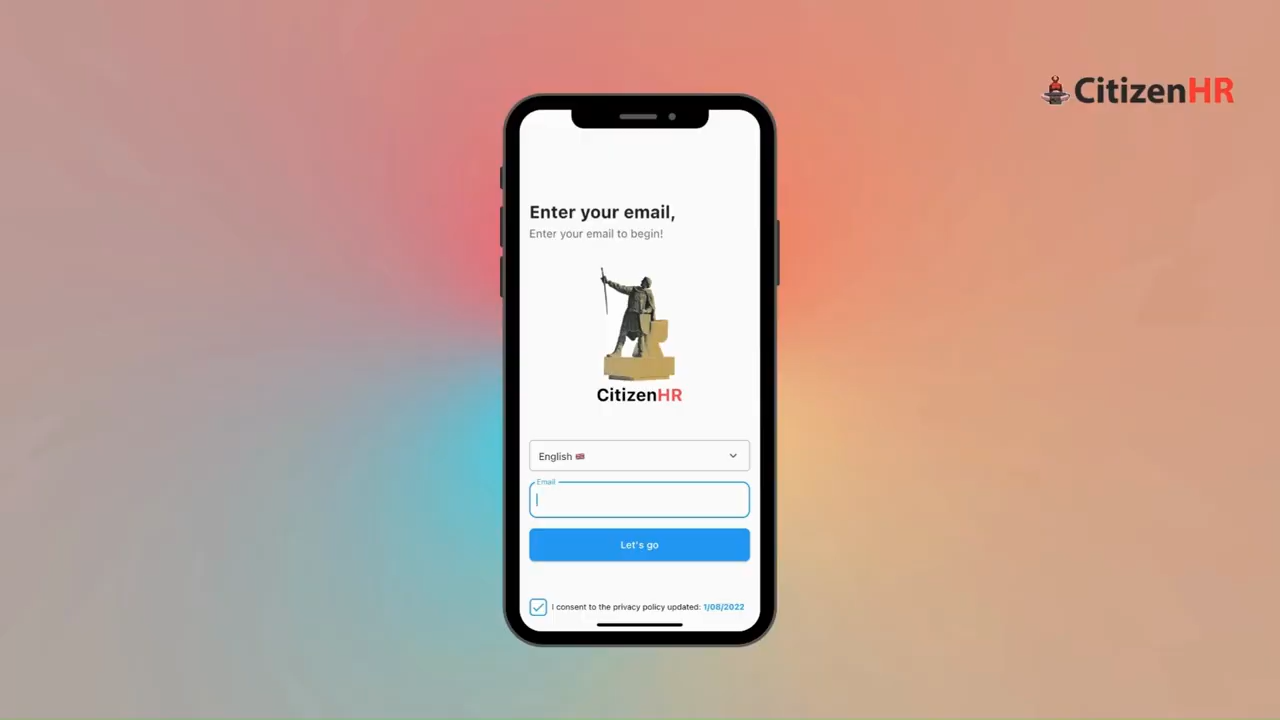 CitizenHR
Enter your email,
Enter your email to begin!
CitizenHR
English 🇬🇧
Email
Let's go
I consent to the privacy policy updated: 1/08/2022